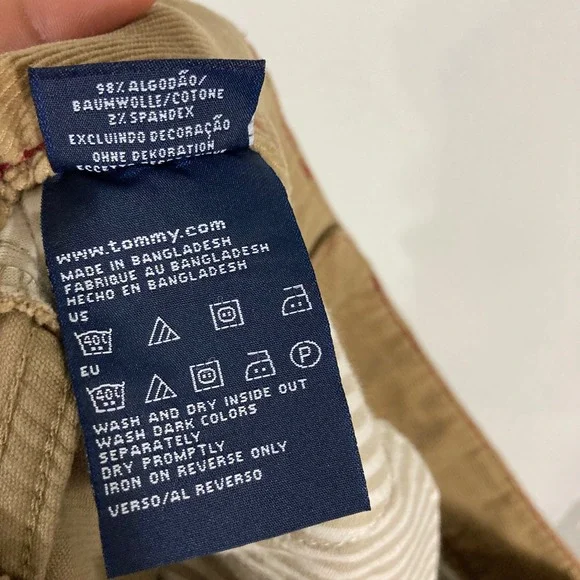 98% ALGODÃO/
BAUMWOLLE/COTONE
2% SPANDEX
EXCLUINDO DECORAÇÃO
OHNE DEKORATION
www.tommy.com
MADE IN BANGLADESH
FABRIQUE AU BANGLADESH
HECHO EN BANGLADESH
US
40
EU
40
P
WASH AND DRY INSIDE OUT
WASH DARK COLORS
SEPARATELY
DRY PROMPTLY
IRON ON REVERSE ONLY
VERSO/AL REVERSO